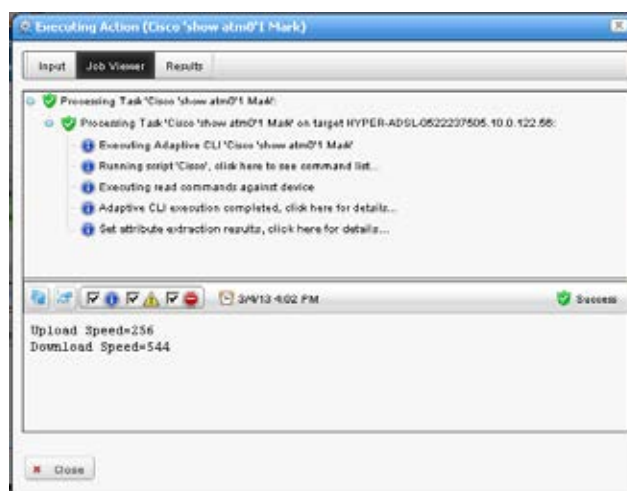 Executing Action (Cisco 'show atm0'1 Mark)
Input Job Viewer Results
Processing Task 'Cisco 'show atm0'1 Mark':
Processing Task 'Cisco 'show atm0'1 Mark' on target HYPER-ADSL-0522237505.10.0.122.55:
Executing Adaptive CLI 'Cisco 'show atm0'1 Mark'
Running script 'Cisco', click here to see command list...
Executing read commands against device
Adaptive CLI execution completed, click here for details...
Set attribute extraction results, click here for details...
3/4/13 4:02 PM Success
Upload Speed=256
Download Speed=544
Close